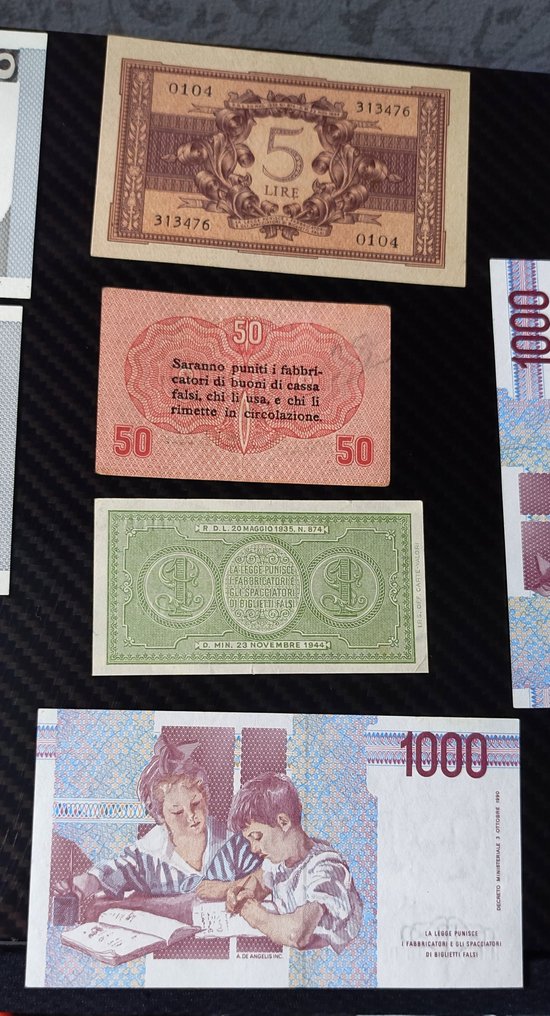 0104
313476
5
LIRE
313476
0104
50
Saranno puniti i fabbri-
catori di buoni di cassa
falsi, chi li usa, e chi li
rimette in circolazione.
50
50
R. D. L. 20 MAGGIO 1935, N. 874
LA LEGGE PUNISCE
I FABBRICATORI E
GLI SPACCIATORI
DI BIGLIETTI FALSI
1
1
D. MIN. 23 NOVEMBRE 1944
1000
1000
DECRETO MINISTERIALE 3 OTTOBRE 1990
LA LEGGE PUNISCE
I FABBRICATORI E GLI SPACCIATORI
DI BIGLIETTI FALSI
A. DE ANGELIS INC.